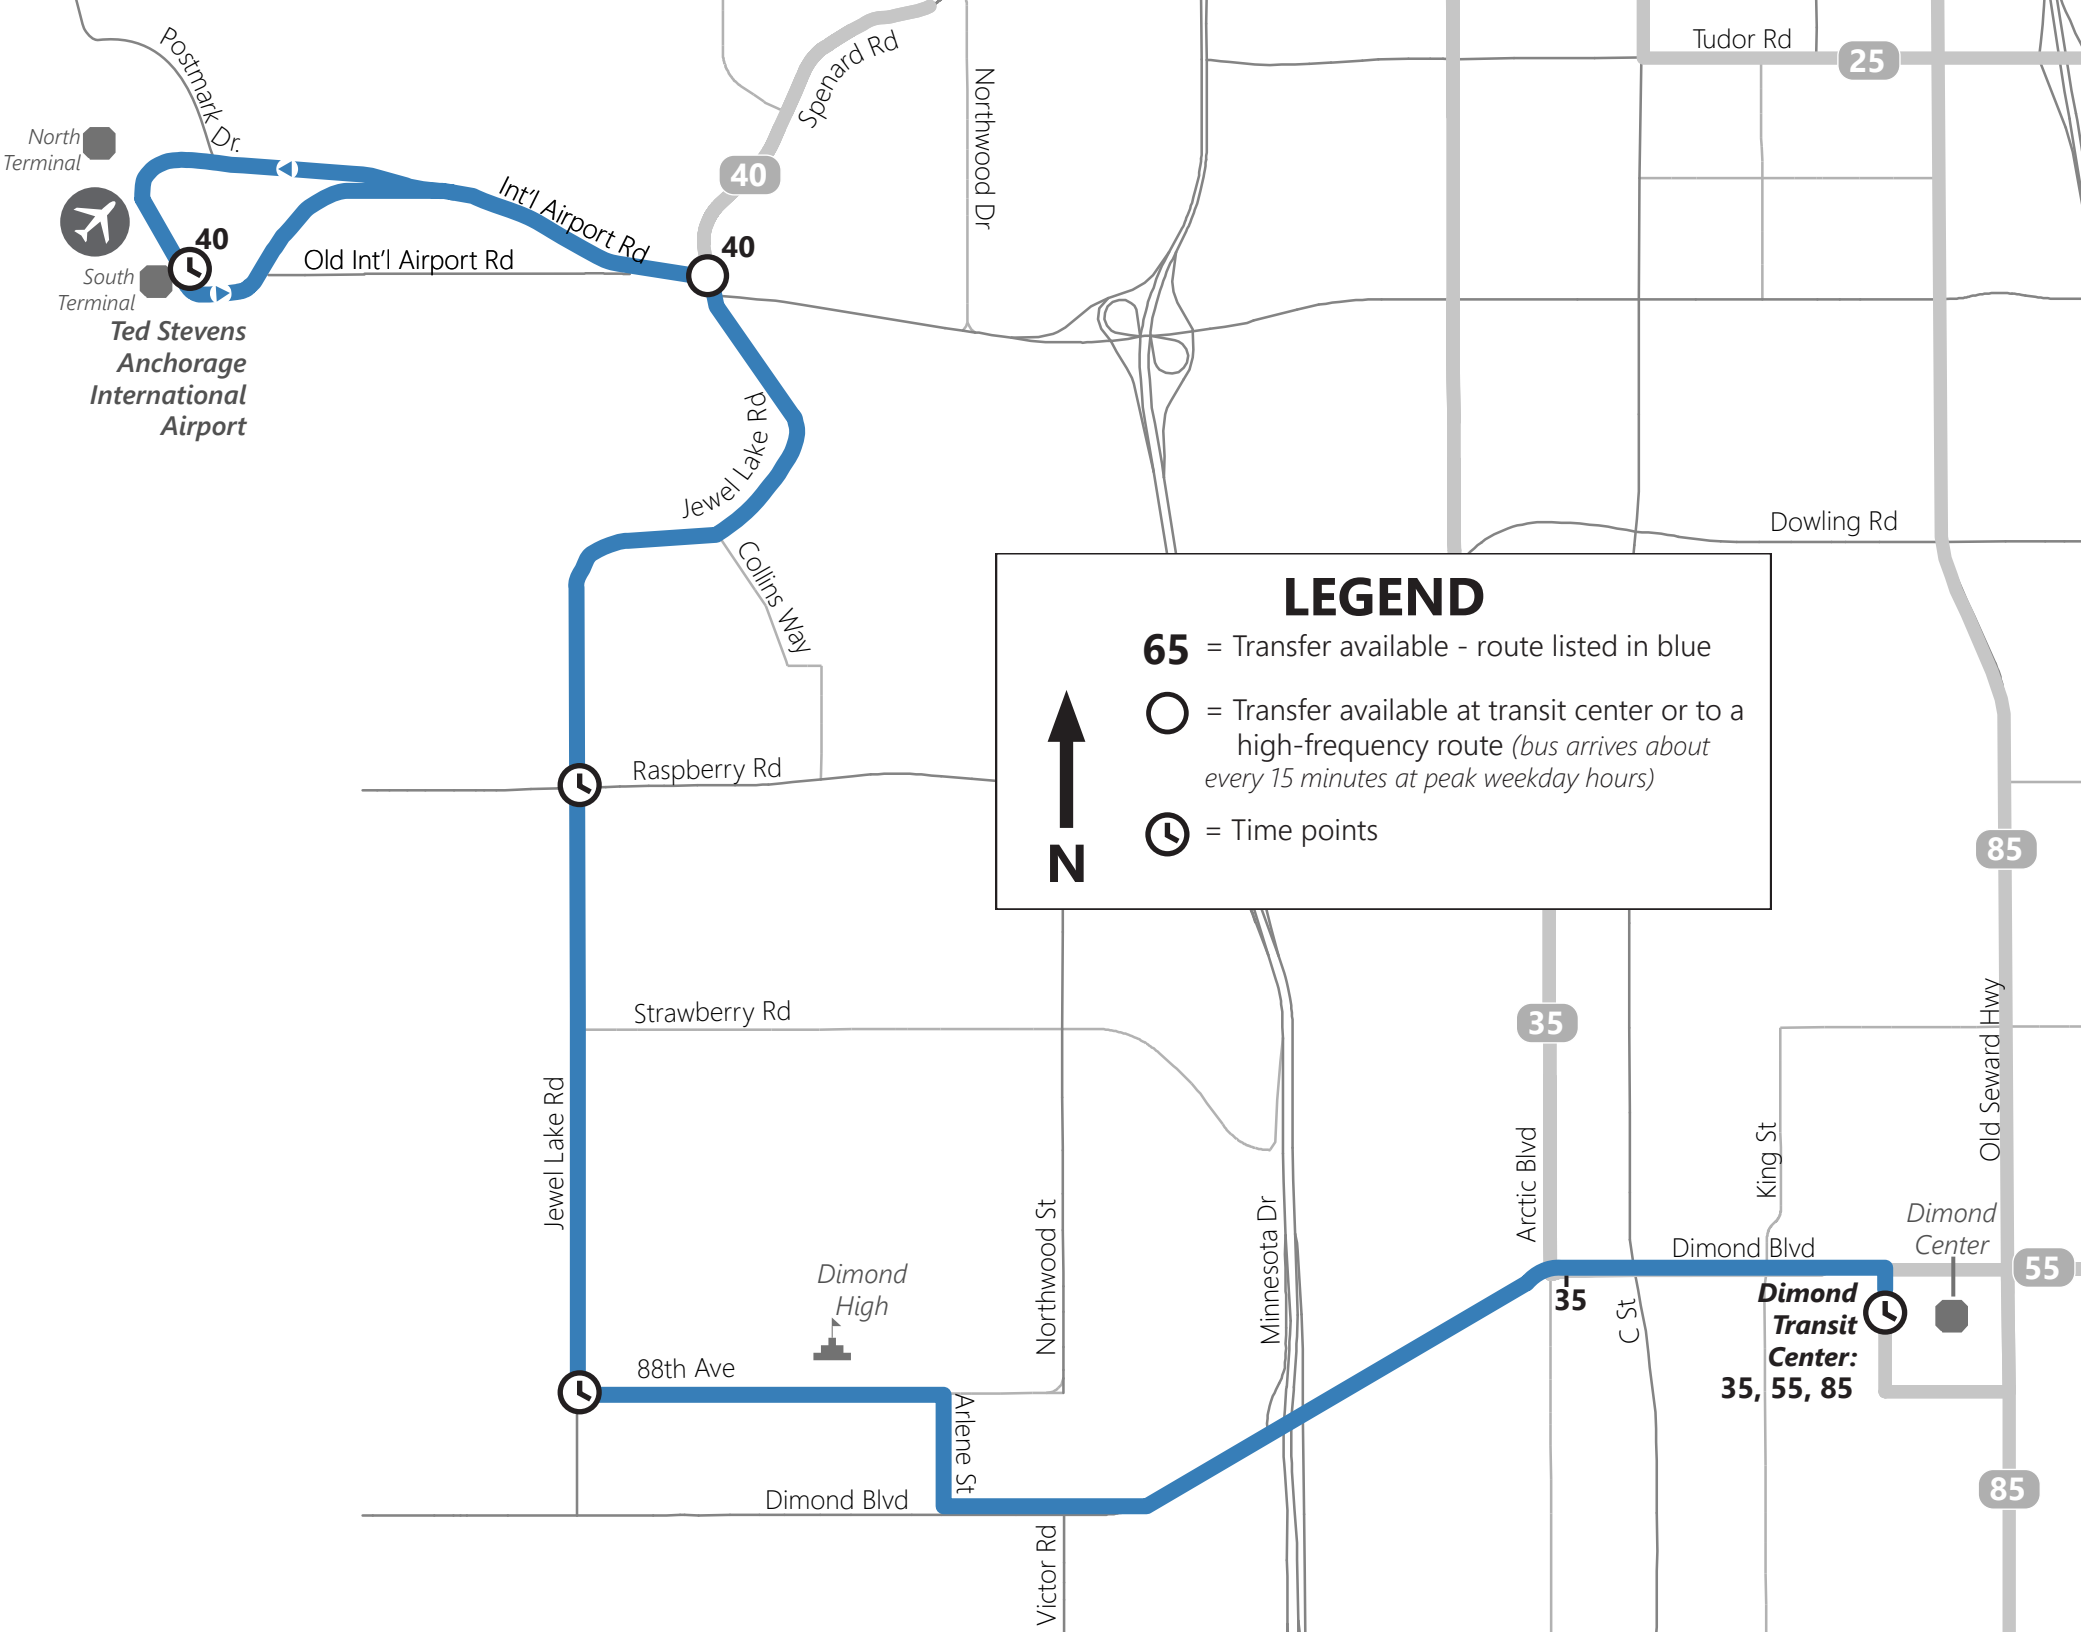 Postmark Dr.
Spenard Rd
Northwood Dr
Tudor Rd
25
North
Terminal
40
Int'l Airport Rd
40
40
Old Int'l Airport Rd
South
Terminal
Ted Stevens
Anchorage
International
Airport
Jewel Lake Rd
Collins Way
Dowling Rd
LEGEND
65 = Transfer available - route listed in blue
= Transfer available at transit center or to a
high-frequency route (bus arrives about
every 15 minutes at peak weekday hours)
= Time points
N
Raspberry Rd
85
Strawberry Rd
35
Old Seward Hwy
Jewel Lake Rd
Northwood St
Minnesota Dr
Arctic Blvd
King St
Dimond
Center
Dimond Blvd
55
Dimond
High
35
C St
Dimond
Transit
Center:
35, 55, 85
88th Ave
Arlene St
Dimond Blvd
85
Victor Rd